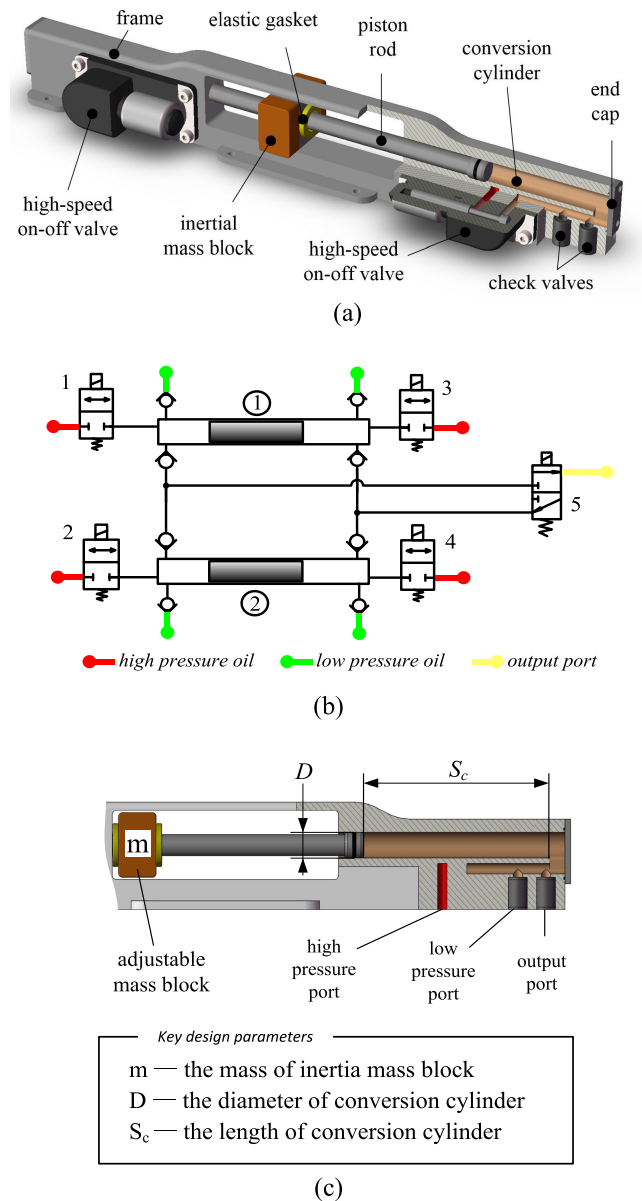 frame
elastic gasket
piston
rod
conversion
cylinder
end
cap
high-speed
on-off valve
inertial
mass block
high-speed
on-off valve
check valves
(a)
1
1
3
5
2
4
2
high pressure oil
low pressure oil
output port
(b)
D
Sc
m
adjustable
mass block
high
pressure
port
low
pressure
port
output
port
Key design parameters
m — the mass of inertia mass block
D — the diameter of conversion cylinder
Sc — the length of conversion cylinder
(c)